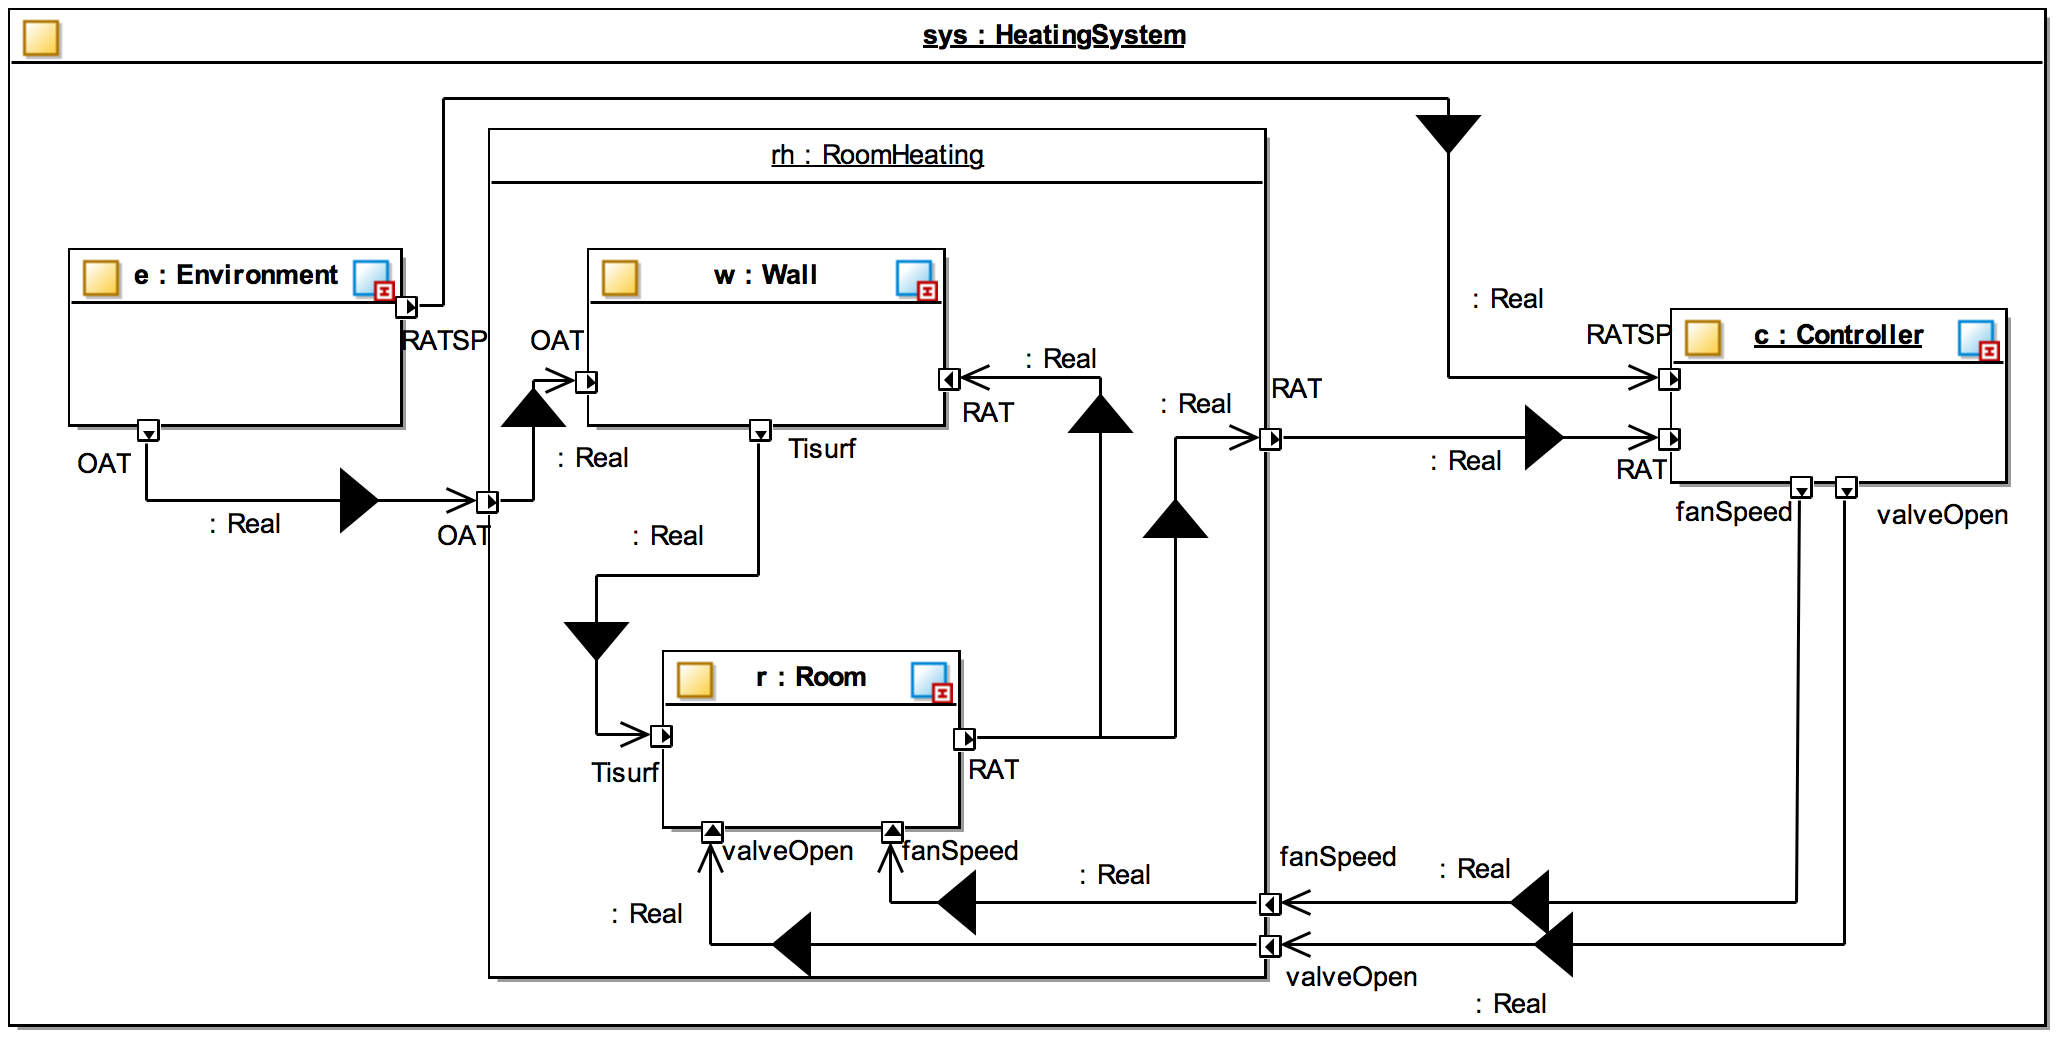 sys : HeatingSystem
rh : RoomHeating
e : Environment
w : Wall
: Real
RATSP
c : Controller
RATSP
OAT
: Real
RAT
RAT
: Real
OAT
Tisurf
: Real
: Real
RAT
: Real
OAT
: Real
fanSpeed
valveOpen
r : Room
Tisurf
RAT
valveOpen
fanSpeed
fanSpeed
: Real
: Real
: Real
valveOpen
: Real